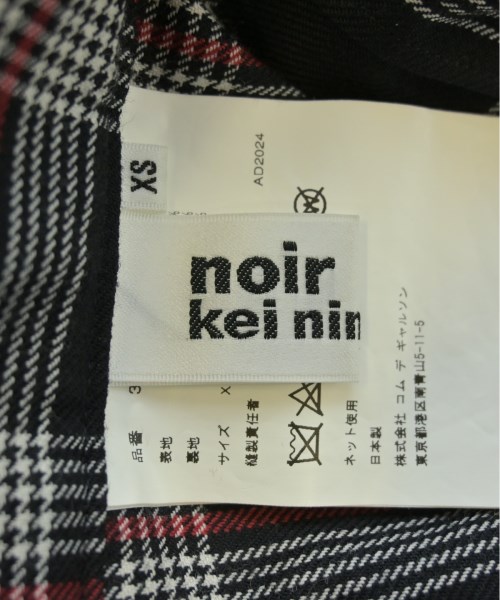 XS
AD2024
noir
kei nin
品番 3
表地
裏地
サイズ X
縫製責任者
ネット使用
日本製
株式会社 コム デ ギャルソン
東京都港区南青山5-11-5